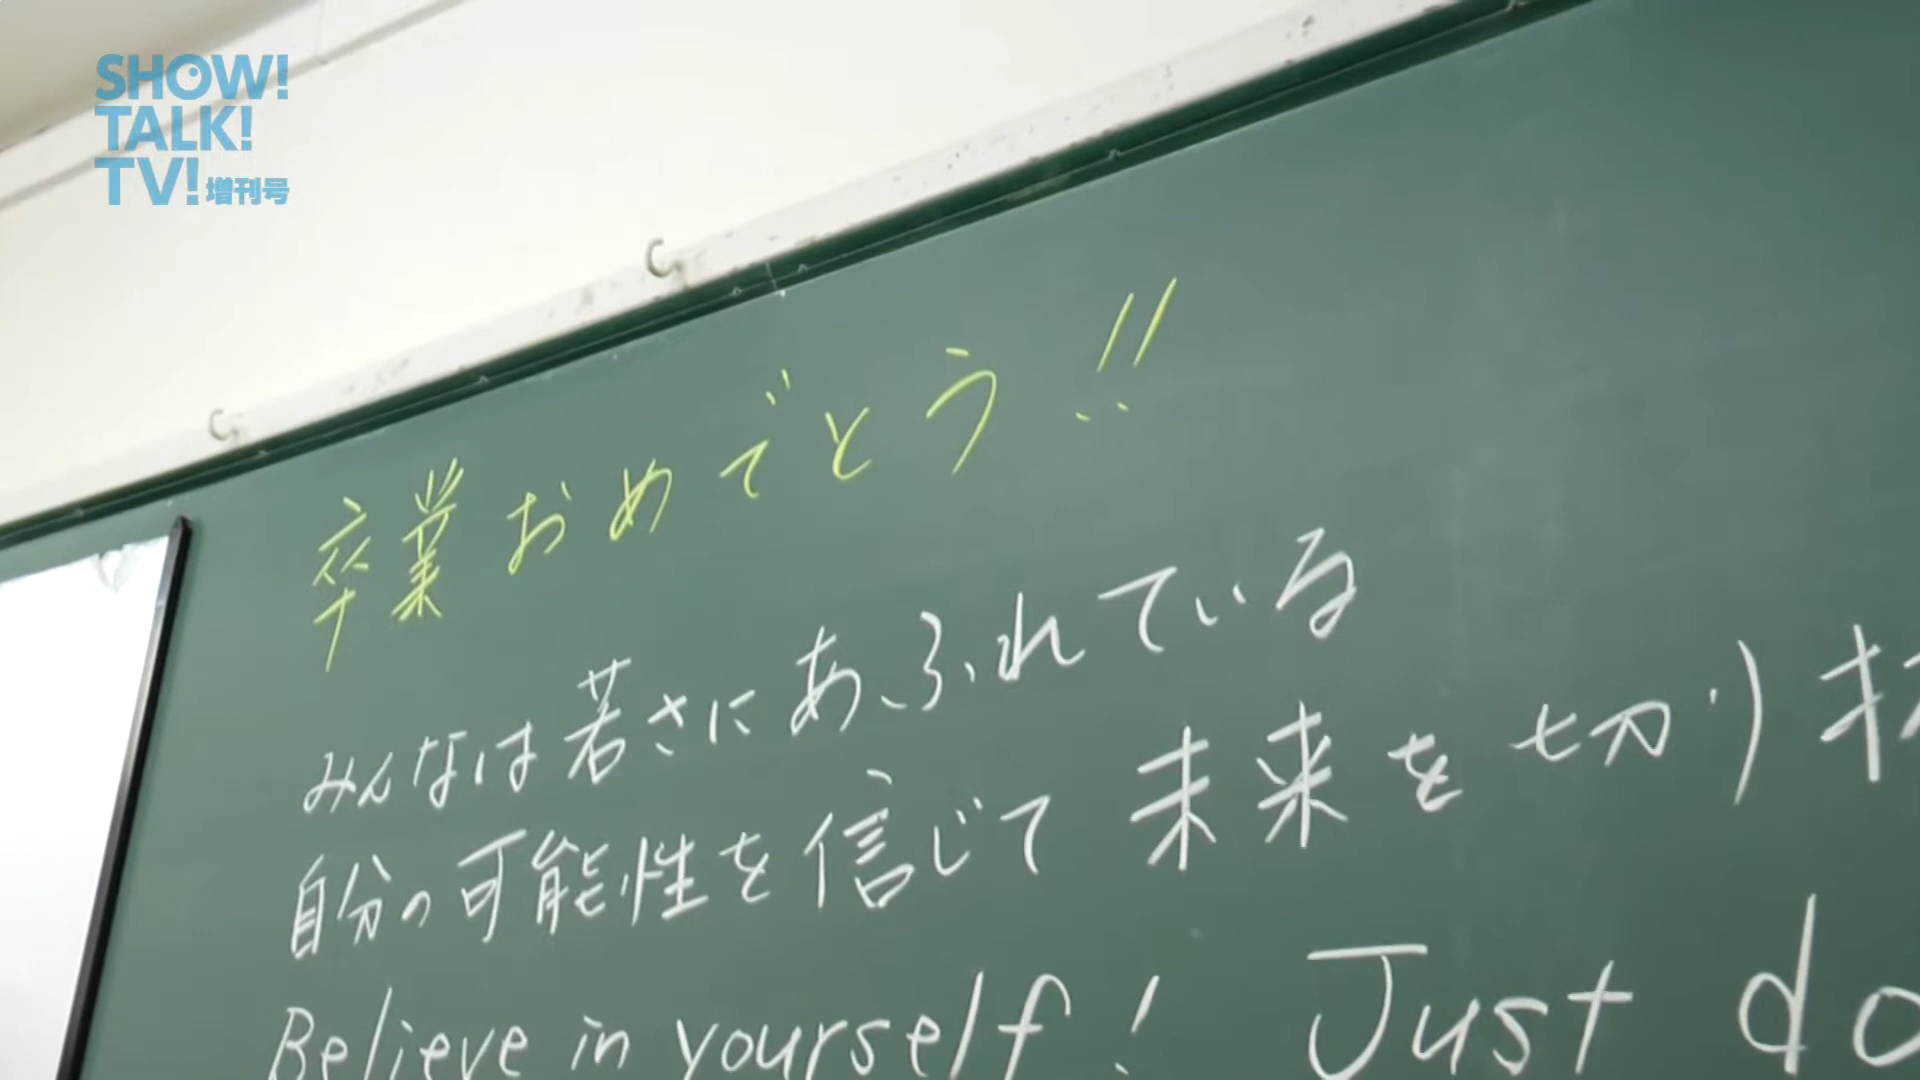 SHOW!
TALK!
TV!増刊号
卒業おめでとう!!
みんなは若さにあふれている
自分の可能性を信じて未来を切り
Believe in yourself! Just do